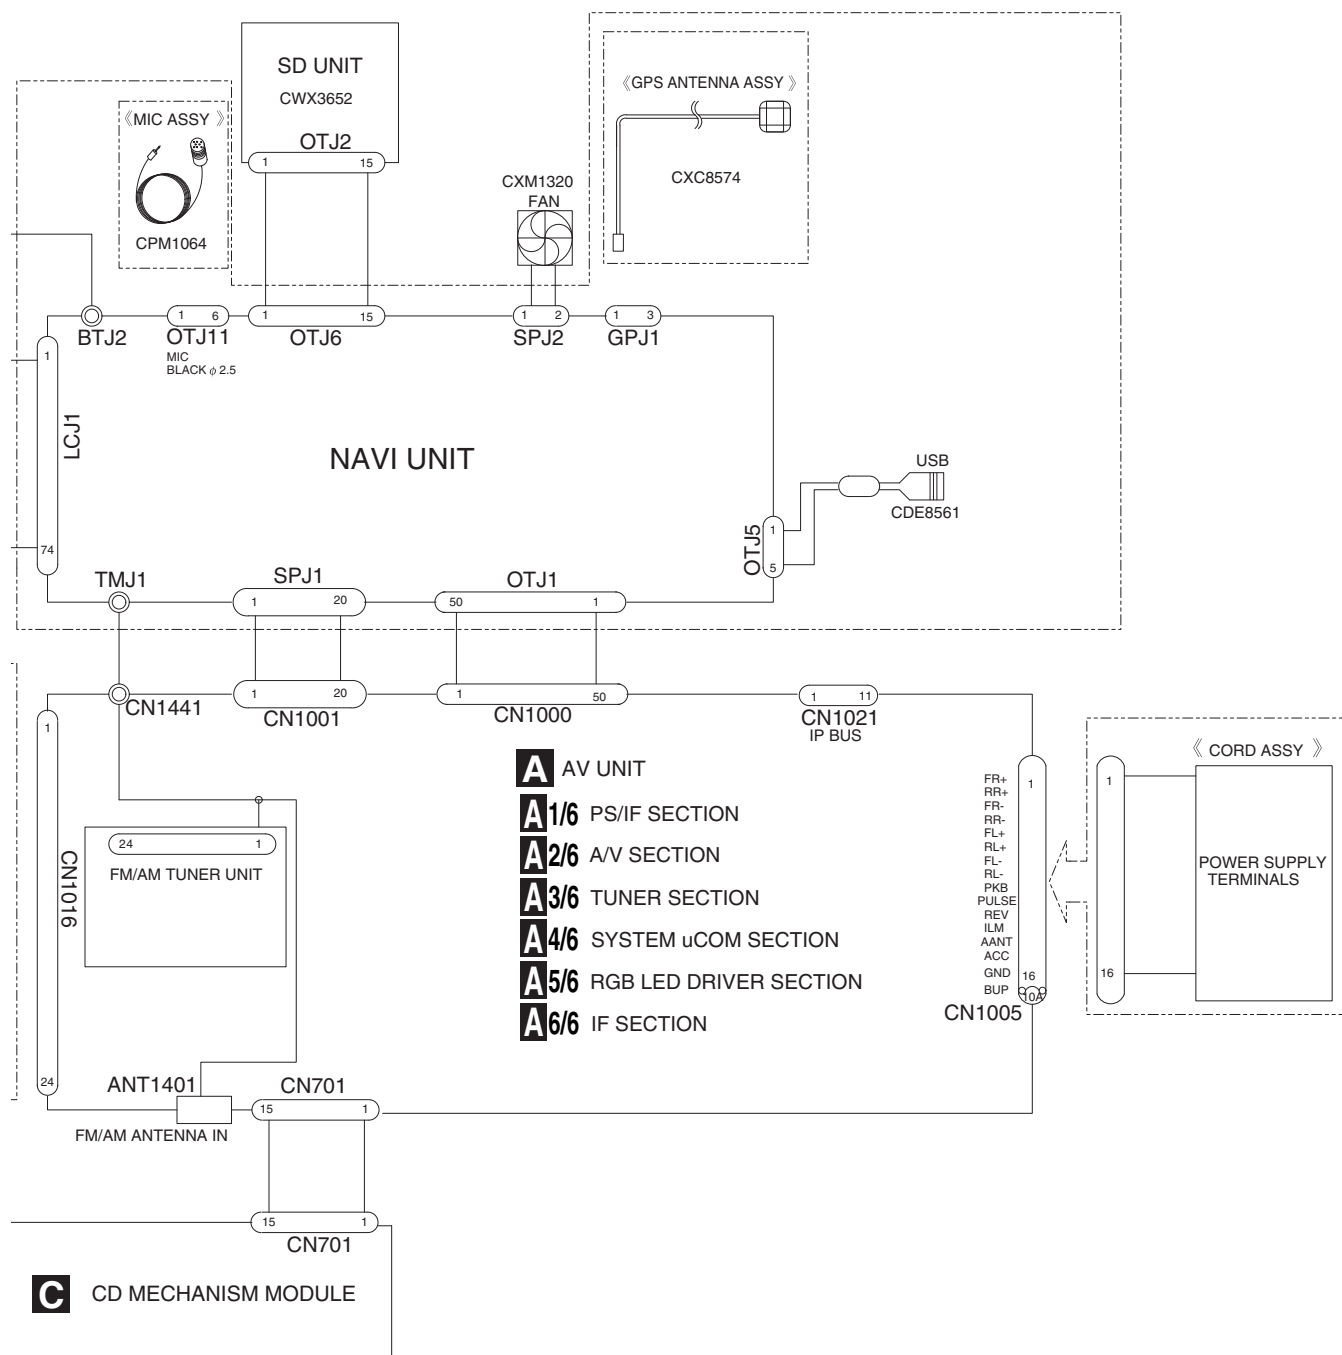 SD UNIT
CWX3652
OTJ2
1 15
《MIC ASSY 》
CPM1064
《GPS ANTENNA ASSY 》
CXC8574
CXM1320
FAN
BTJ2
1 6
OTJ11
MIC
BLACK φ 2.5
1 15
OTJ6
1 2
SPJ2
1 3
GPJ1
1
LCJ1
74
NAVI UNIT
USB
CDE8561
1
OTJ5
5
TMJ1
SPJ1
1 20
OTJ1
50 1
CN1441
1 20
CN1001
1 50
CN1000
1 11
CN1021
IP BUS
1
CN1016
24
24 1
FM/AM TUNER UNIT
A AV UNIT
A 1/6 PS/IF SECTION
A 2/6 A/V SECTION
A 3/6 TUNER SECTION
A 4/6 SYSTEM uCOM SECTION
A 5/6 RGB LED DRIVER SECTION
A 6/6 IF SECTION
FR+
RR+
FR-
RR-
FL+
RL+
FL-
RL-
PKB
PULSE
REV
ILM
AANT
ACC
GND
BUP
1
16
10A
CN1005
《 CORD ASSY 》
1
16
POWER SUPPLY
TERMINALS
ANT1401
FM/AM ANTENNA IN
CN701
15 1
15 1
CN701
C CD MECHANISM MODULE